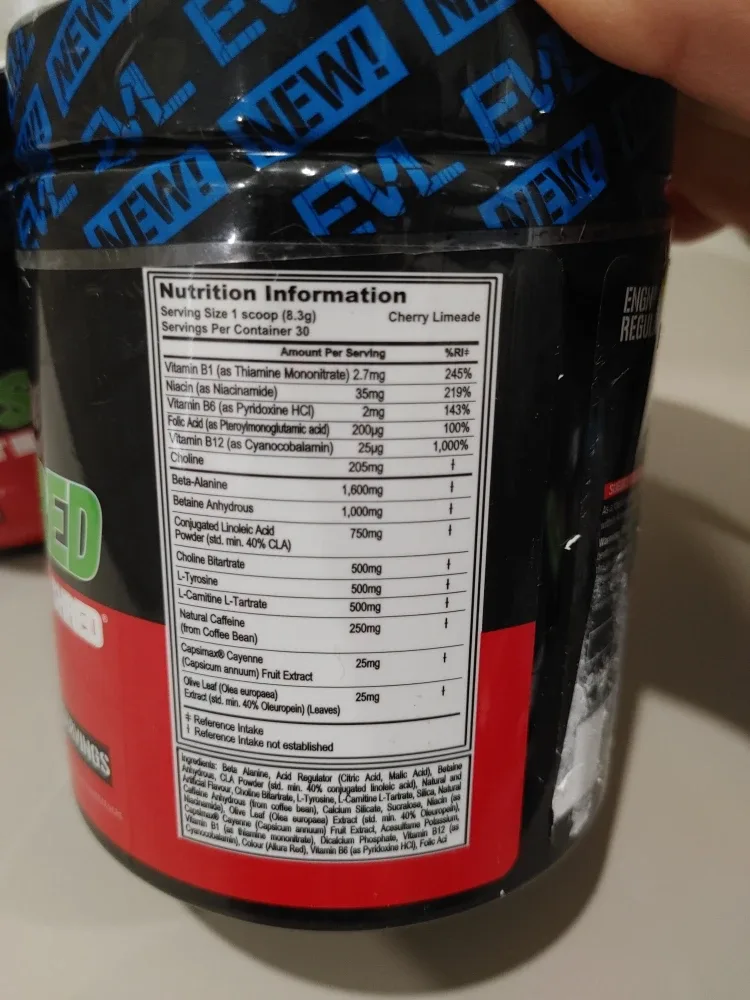 NEW!
EVL
NEW!
EVL
NEW!
EVL
EVL
NEW!
EVL
NEW!
Nutrition Information
Serving Size 1 scoop (8.3g) Cherry Limeade
Servings Per Container 30
Amount Per Serving %RI‡
Vitamin B1 (as Thiamine Mononitrate) 2.7mg 245%
Niacin (as Niacinamide) 35mg 219%
Vitamin B6 (as Pyridoxine HCl) 2mg 143%
Folic Acid (as Pteroylmonoglutamic acid) 200µg 100%
Vitamin B12 (as Cyanocobalamin) 25µg 1,000%
Choline 205mg ƚ
Beta-Alanine 1,600mg ƚ
Betaine Anhydrous 1,000mg ƚ
Conjugated Linoleic Acid
Powder (std. min. 40% CLA) 750mg ƚ
Choline Bitartrate 500mg ƚ
L-Tyrosine 500mg ƚ
L-Carnitine L-Tartrate 500mg ƚ
Natural Caffeine
(from Coffee Bean) 250mg ƚ
Capsimax® Cayenne
(Capsicum annuum) Fruit Extract 25mg ƚ
Olive Leaf (Olea europaea)
Extract (std. min. 40% Oleuropein) (Leaves) 25mg ƚ
‡ Reference Intake
ƚ Reference Intake not established
Ingredients: Beta Alanine, Acid Regulator (Citric Acid, Malic Acid), Betaine
Anhydrous, CLA Powder (std. min. 40% conjugated linoleic acid), Natural and
Artificial Flavour, Choline Bitartrate, L-Tyrosine, L-Carnitine L-Tartrate, Silica, Natural
Caffeine Anhydrous (from coffee bean), Calcium Silicate, Sucralose, Niacin (as
Niacinamide), Olive Leaf (Olea europaea) Extract (std. min. 40% Oleuropein),
Capsimax® Cayenne (Capsicum annuum) Fruit Extract, Acesulfame Potassium,
Vitamin B1 (as thiamine mononitrate), Dicalcium Phosphate, Vitamin B12 (as
Cyanocobalamin), Colour (Allura Red), Vitamin B6 (as Pyridoxine HCl), Folic Aci
ED